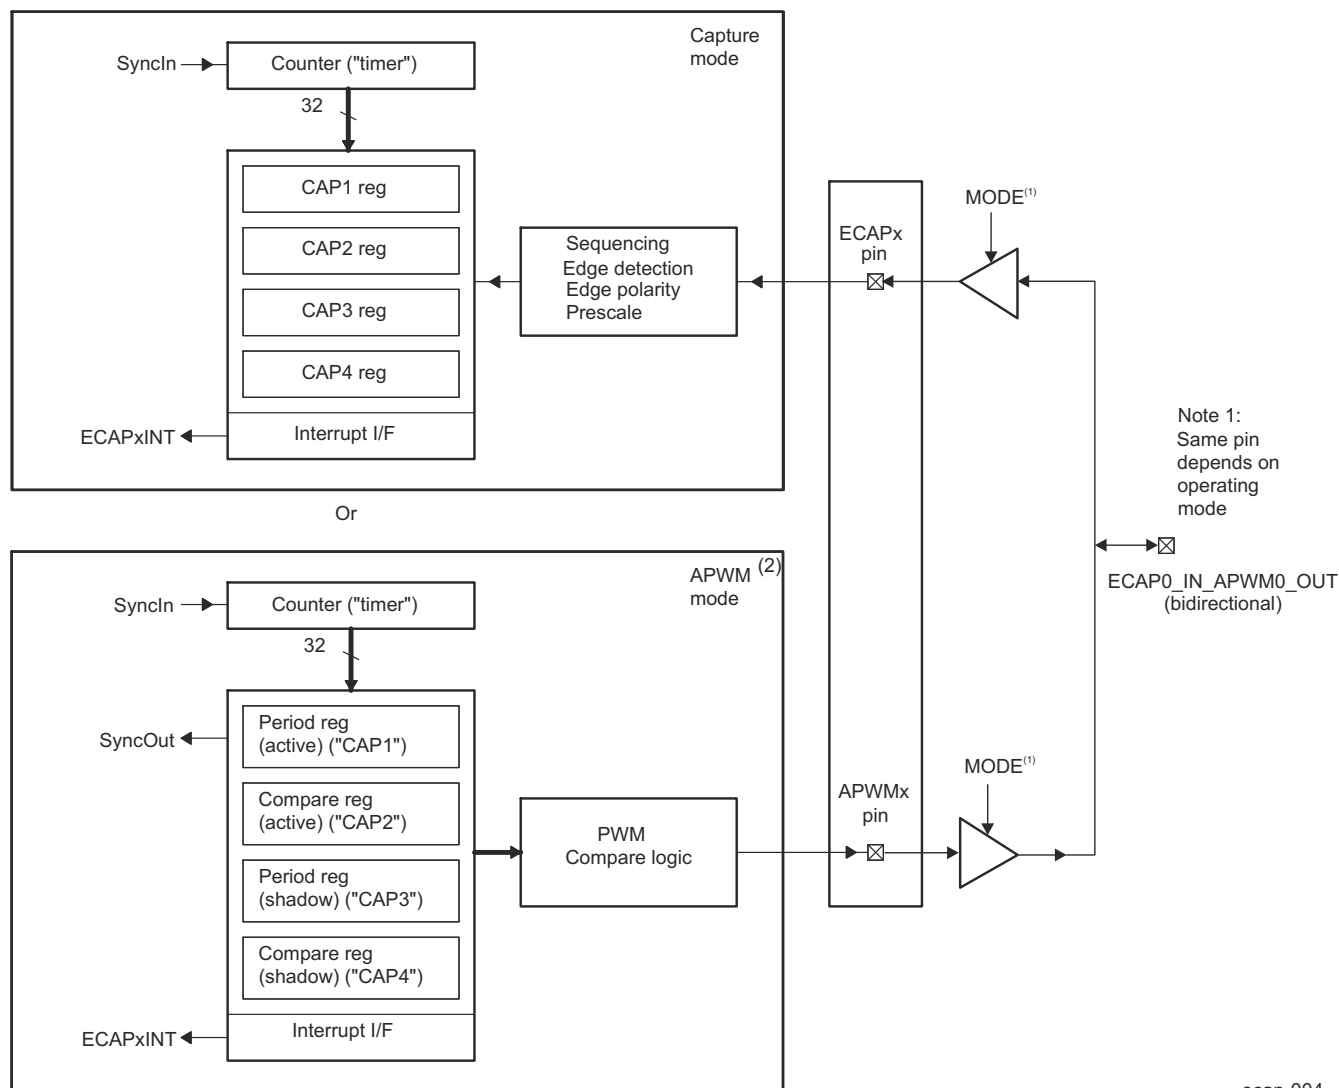 Capture
mode
SyncIn
Counter ("timer")
32
CAP1 reg
CAP2 reg
CAP3 reg
CAP4 reg
Interrupt I/F
ECAPxINT
Sequencing
Edge detection
Edge polarity
Prescale
ECAPx
pin
MODE(1)
Note 1:
Same pin
depends on
operating
mode
ECAP0_IN_APWM0_OUT
(bidirectional)
Or
APWM (2)
mode
SyncIn
Counter ("timer")
32
SyncOut
Period reg
(active) ("CAP1")
Compare reg
(active) ("CAP2")
Period reg
(shadow) ("CAP3")
Compare reg
(shadow) ("CAP4")
Interrupt I/F
ECAPxINT
PWM
Compare logic
APWMx
pin
MODE(1)